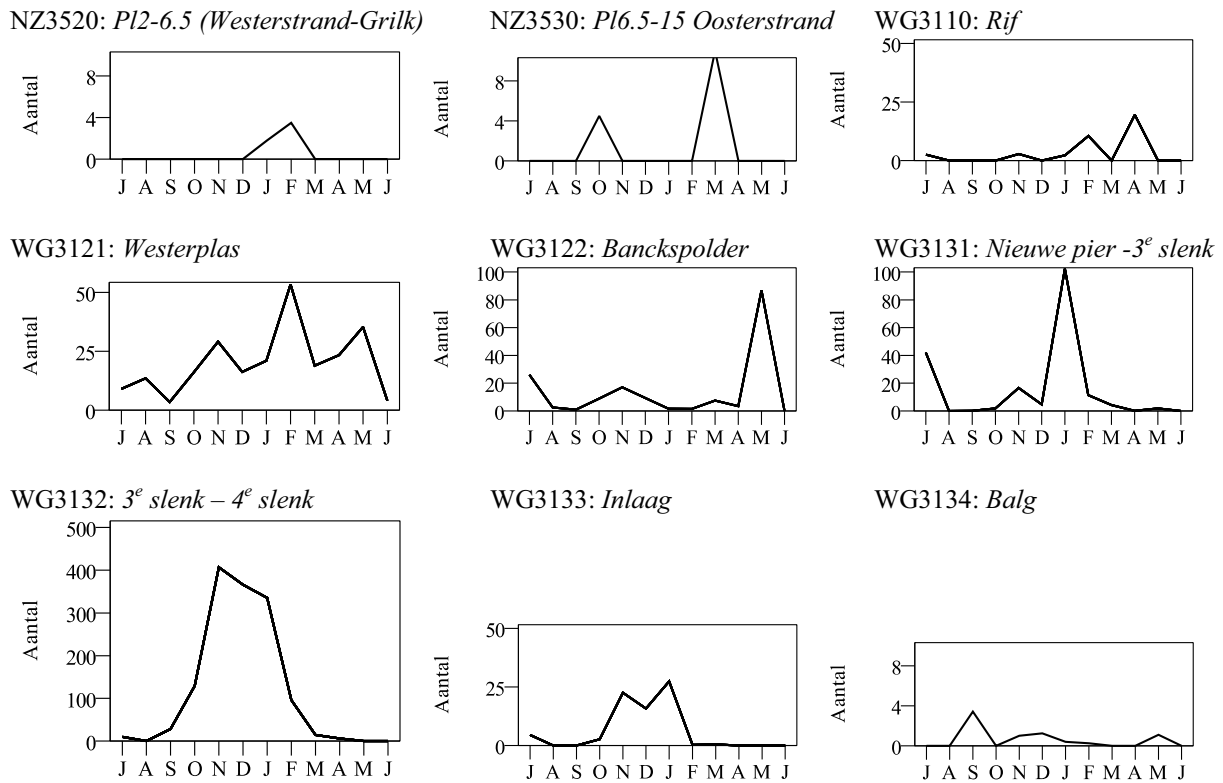 NZ3520: Pl2-6.5 (Westerstrand-Grilk)
Aantal
8
4
0
J A S O N D J F M A M J
NZ3530: Pl6.5-15 Oosterstrand
Aantal
8
4
0
J A S O N D J F M A M J
WG3110: Rif
Aantal
50
25
0
J A S O N D J F M A M J
WG3121: Westerplas
Aantal
50
25
0
J A S O N D J F M A M J
WG3122: Banckspolder
Aantal
100
80
60
40
20
0
J A S O N D J F M A M J
WG3131: Nieuwe pier -3e slenk
Aantal
100
80
60
40
20
0
J A S O N D J F M A M J
WG3132: 3e slenk – 4e slenk
Aantal
500
400
300
200
100
0
J A S O N D J F M A M J
WG3133: Inlaag
Aantal
50
25
0
J A S O N D J F M A M J
WG3134: Balg
Aantal
8
4
0
J A S O N D J F M A M J